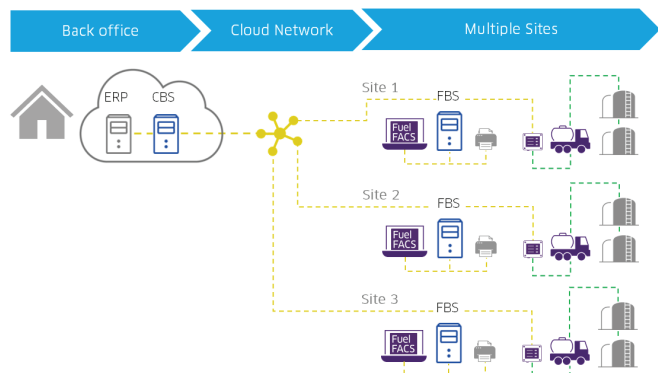 Back office
Cloud Network
Multiple Sites
ERP
CBS
Site 1
FBS
Fuel
FACS
Site 2
FBS
Fuel
FACS
Site 3
FBS
Fuel
FACS